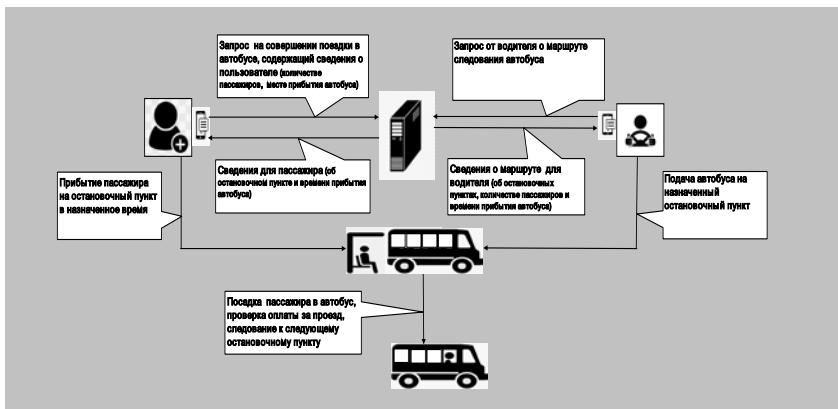 Запрос на совершении поездки в
автобусе, содержащий сведения о
пользователе (количестве
пассажиров, месте прибытия автобуса)
Запрос от водителя о маршруте
следования автобуса
Сведения для пассажира (об
остановочном пункте и времени прибытия
автобуса)
Сведения о маршруте для
водителя (об остановочных
пунктах, количестве пассажиров и
времени прибытия автобуса)
Прибытие пассажира
на остановочный пункт
в назначенное время
Подача автобуса на
назначенный
остановочный пункт
Посадка пассажира в автобус,
проверка оплаты за проезд,
следование к следующему
остановочному пункту